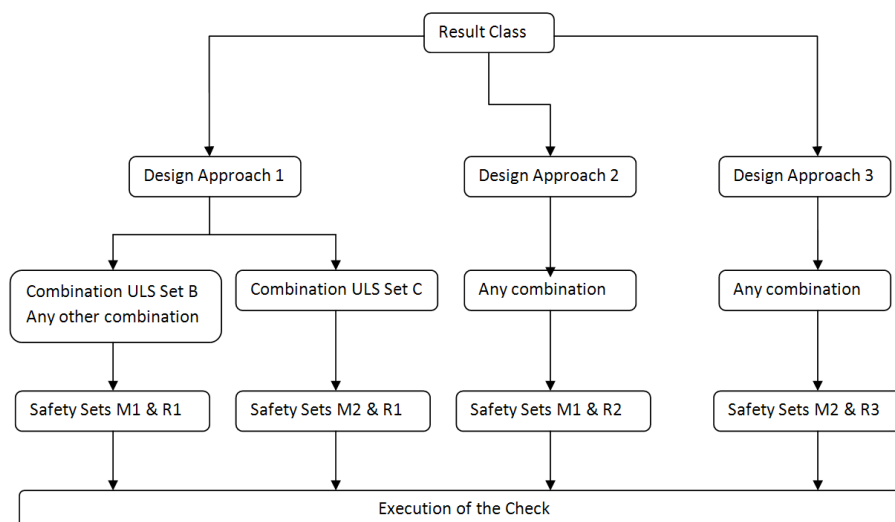 Result Class
Design Approach 1
Design Approach 2
Design Approach 3
Combination ULS Set B
Any other combination
Combination ULS Set C
Any combination
Any combination
Safety Sets M1 & R1
Safety Sets M2 & R1
Safety Sets M1 & R2
Safety Sets M2 & R3
Execution of the Check